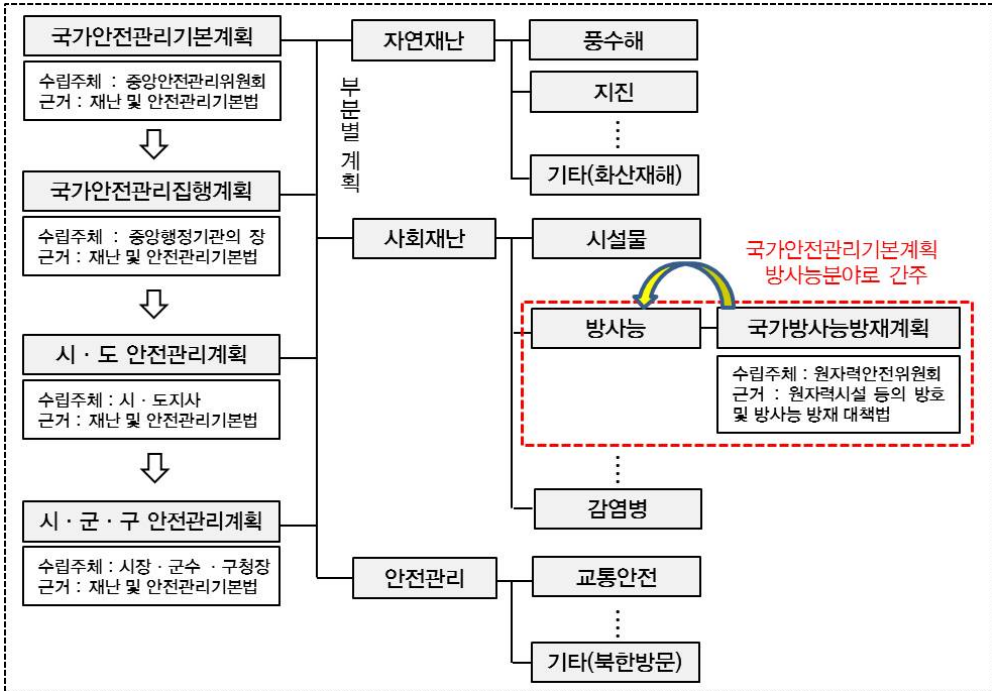 국가안전관리기본계획
수립주체 : 중앙안전관리위원회
근거 : 재난 및 안전관리기본법
국가안전관리집행계획
수립주체 : 중앙행정기관의 장
근거 : 재난 및 안전관리기본법
시 · 도 안전관리계획
수립주체 : 시 · 도지사
근거 : 재난 및 안전관리기본법
시 · 군 · 구 안전관리계획
수립주체 : 시장 · 군수 · 구청장
근거 : 재난 및 안전관리기본법
부분별 계획
자연재난
풍수해
지진
기타(화산재해)
사회재난
시설물
국가안전관리기본계획
방사능분야로 간주
방사능
국가방사능방재계획
수립주체 : 원자력안전위원회
근거 : 원자력시설 등의 방호
및 방사능 방재 대책법
감염병
안전관리
교통안전
기타(북한방문)